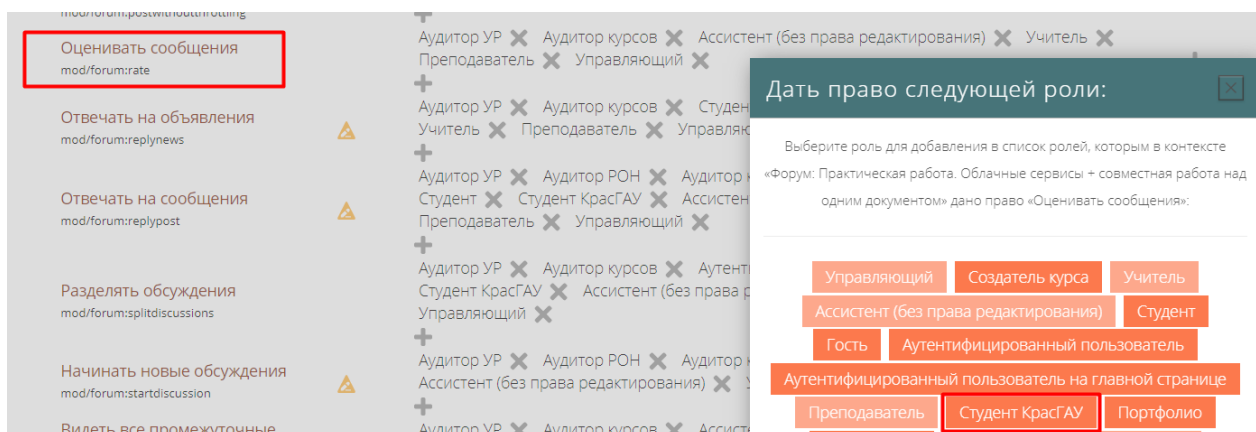 mod/forum:postwithoutthrottling
Оценивать сообщения
mod/forum:rate
Аудитор УР Аудитор курсов Ассистент (без права редактирования) Учитель
Преподаватель Управляющий
Отвечать на объявления
mod/forum:replynews
Аудитор УР Аудитор курсов Студен
Учитель Преподаватель Управляю
Отвечать на сообщения
mod/forum:replypost
Аудитор УР Аудитор РОН Аудитор
Студент Студент КрасГАУ Ассистен
Преподаватель Управляющий
Разделять обсуждения
mod/forum:splitdiscussions
Аудитор УР Аудитор курсов Аутент
Студент КрасГАУ Ассистент (без права р
Управляющий
Начинать новые обсуждения
mod/forum:startdiscussion
Аудитор УР Аудитор РОН Аудитор
Ассистент (без права редактирования)
Видеть все промежуточные
Аудитор УР Аудитор курсов Ассисте
Дать право следующей роли:
Выберите роль для добавления в список ролей, которым в контексте
«Форум: Практическая работа. Облачные сервисы + совместная работа над
одним документом» дано право «Оценивать сообщения»:
Управляющий Создатель курса Учитель
Ассистент (без права редактирования) Студент
Гость Аутентифицированный пользователь
Аутентифицированный пользователь на главной странице
Преподаватель Студент КрасГАУ Портфолио